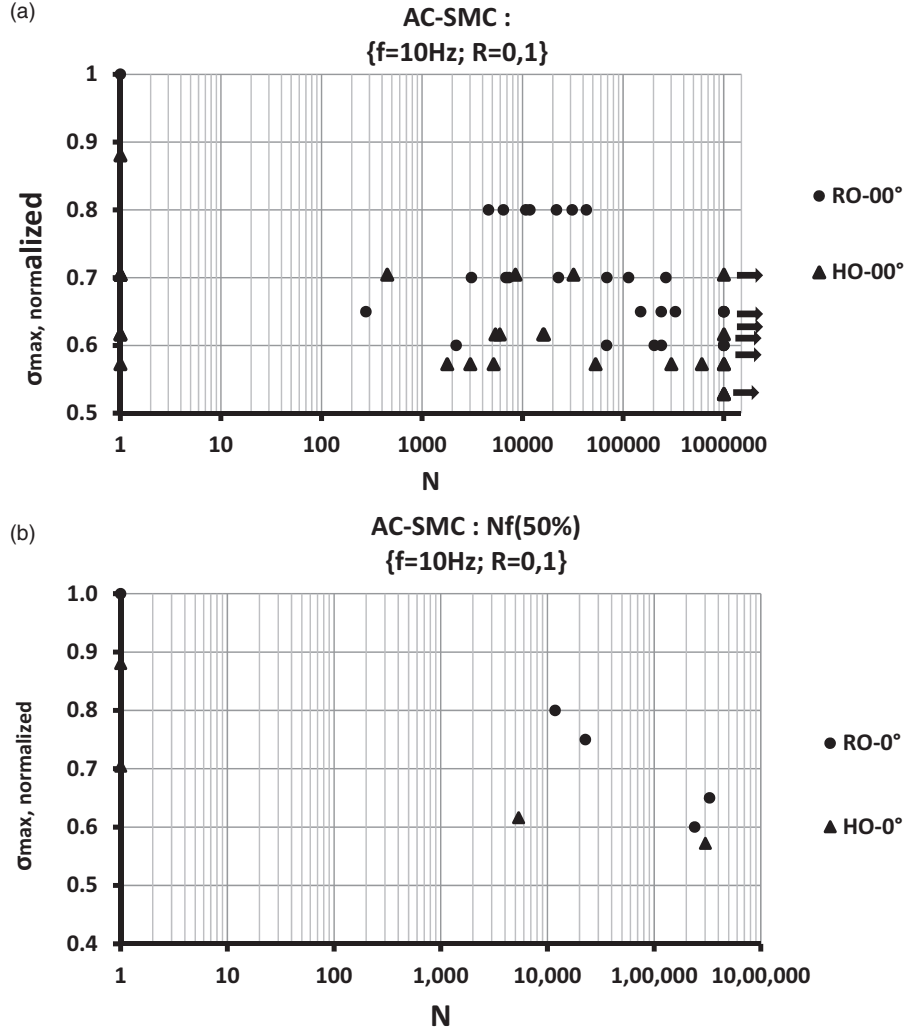 (a)
AC-SMC :
{f=10Hz; R=0,1}
σmax, normalized
1
0.9
0.8
0.7
0.6
0.5
1
10
100
1000
10000
100000
1000000
N
RO-00°
HO-00°
(b)
AC-SMC : Nf(50%)
{f=10Hz; R=0,1}
σmax, normalized
1.0
0.9
0.8
0.7
0.6
0.5
0.4
1
10
100
1,000
10,000
1,00,000
10,00,000
N
RO-0°
HO-0°